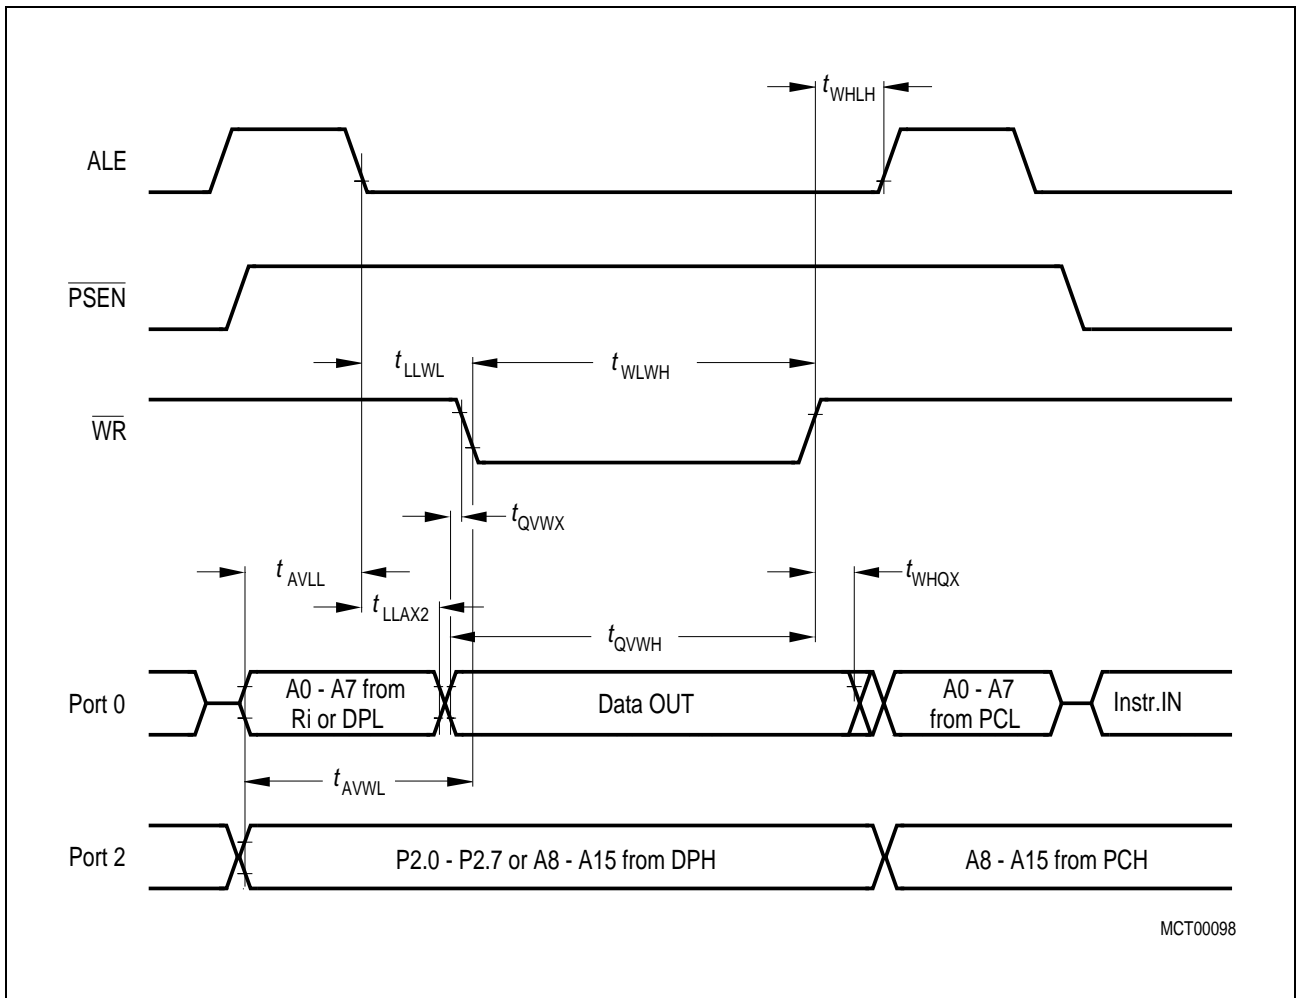 tWHLH
ALE
PSEN
tLLWL
tWLWH
WR
tQVWX
tAVLL
tWHQX
tLLAX2
tQVWH
Port 0
A0 - A7 from
Ri or DPL
Data OUT
A0 - A7
from PCL
Instr.IN
tAVWL
Port 2
P2.0 - P2.7 or A8 - A15 from DPH
A8 - A15 from PCH
MCT00098